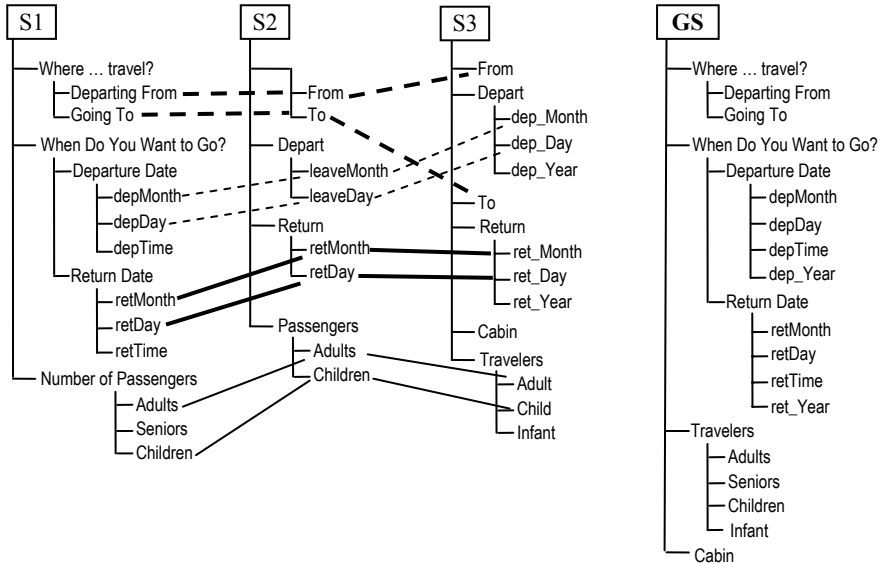 S1
Where … travel?
Departing From
Going To
When Do You Want to Go?
Departure Date
depMonth
depDay
depTime
Return Date
retMonth
retDay
retTime
Number of Passengers
Adults
Seniors
Children
S2
From
To
Depart
leaveMonth
leaveDay
Return
retMonth
retDay
Passengers
Adults
Children
S3
From
Depart
dep_Month
dep_Day
dep_Year
To
Return
ret_Month
ret_Day
ret_Year
Cabin
Travelers
Adult
Child
Infant
GS
Where … travel?
Departing From
Going To
When Do You Want to Go?
Departure Date
depMonth
depDay
depTime
dep_Year
Return Date
retMonth
retDay
retTime
ret_Year
Travelers
Adults
Seniors
Children
Infant
Cabin